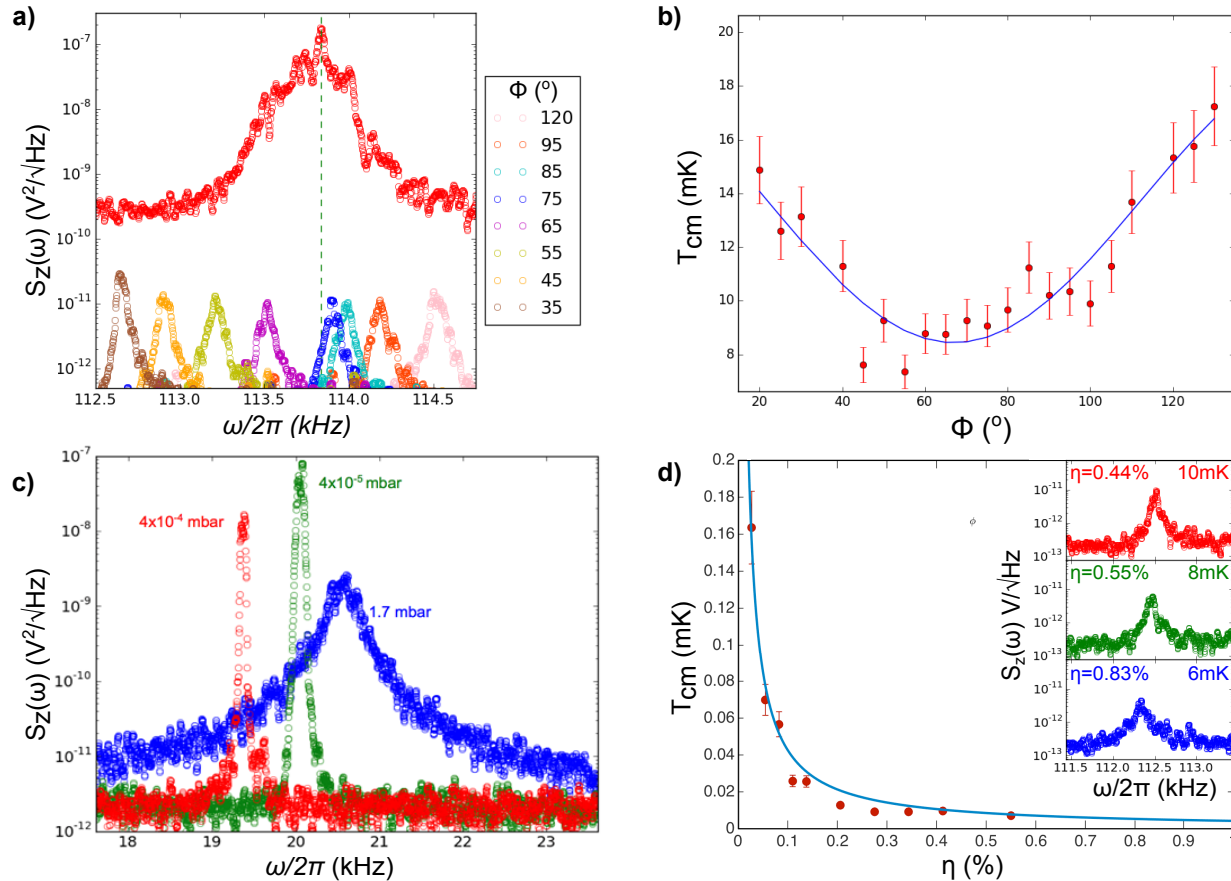 a)
S_z(ω) (V²/√Hz)
10⁻⁷
10⁻⁸
10⁻⁹
10⁻¹⁰
10⁻¹¹
10⁻¹²
112.5 113.0 113.5 114.0 114.5
ω/2π (kHz)
Φ (°)
120
95
85
75
65
55
45
35
b)
T_cm (mK)
20
18
16
14
12
10
8
20 40 60 80 100 120
Φ (°)
c)
S_z(ω) (V²/√Hz)
10⁻⁷
10⁻⁸
10⁻⁹
10⁻¹⁰
10⁻¹¹
10⁻¹²
4x10⁻⁴ mbar
4x10⁻⁵ mbar
1.7 mbar
18 19 20 21 22 23
ω/2π (kHz)
d)
T_cm (mK)
0.2
0.18
0.16
0.14
0.12
0.1
0.08
0.06
0.04
0.02
0
0 0.1 0.2 0.3 0.4 0.5 0.6 0.7 0.8 0.9
η (%)
ϕ
S_z(ω) V/√Hz
η=0.44% 10mK
10⁻¹¹
10⁻¹²
10⁻¹³
η=0.55% 8mK
10⁻¹¹
10⁻¹²
10⁻¹³
η=0.83% 6mK
10⁻¹¹
10⁻¹²
10⁻¹³
111.5 112.0 112.5 113.0
ω/2π (kHz)